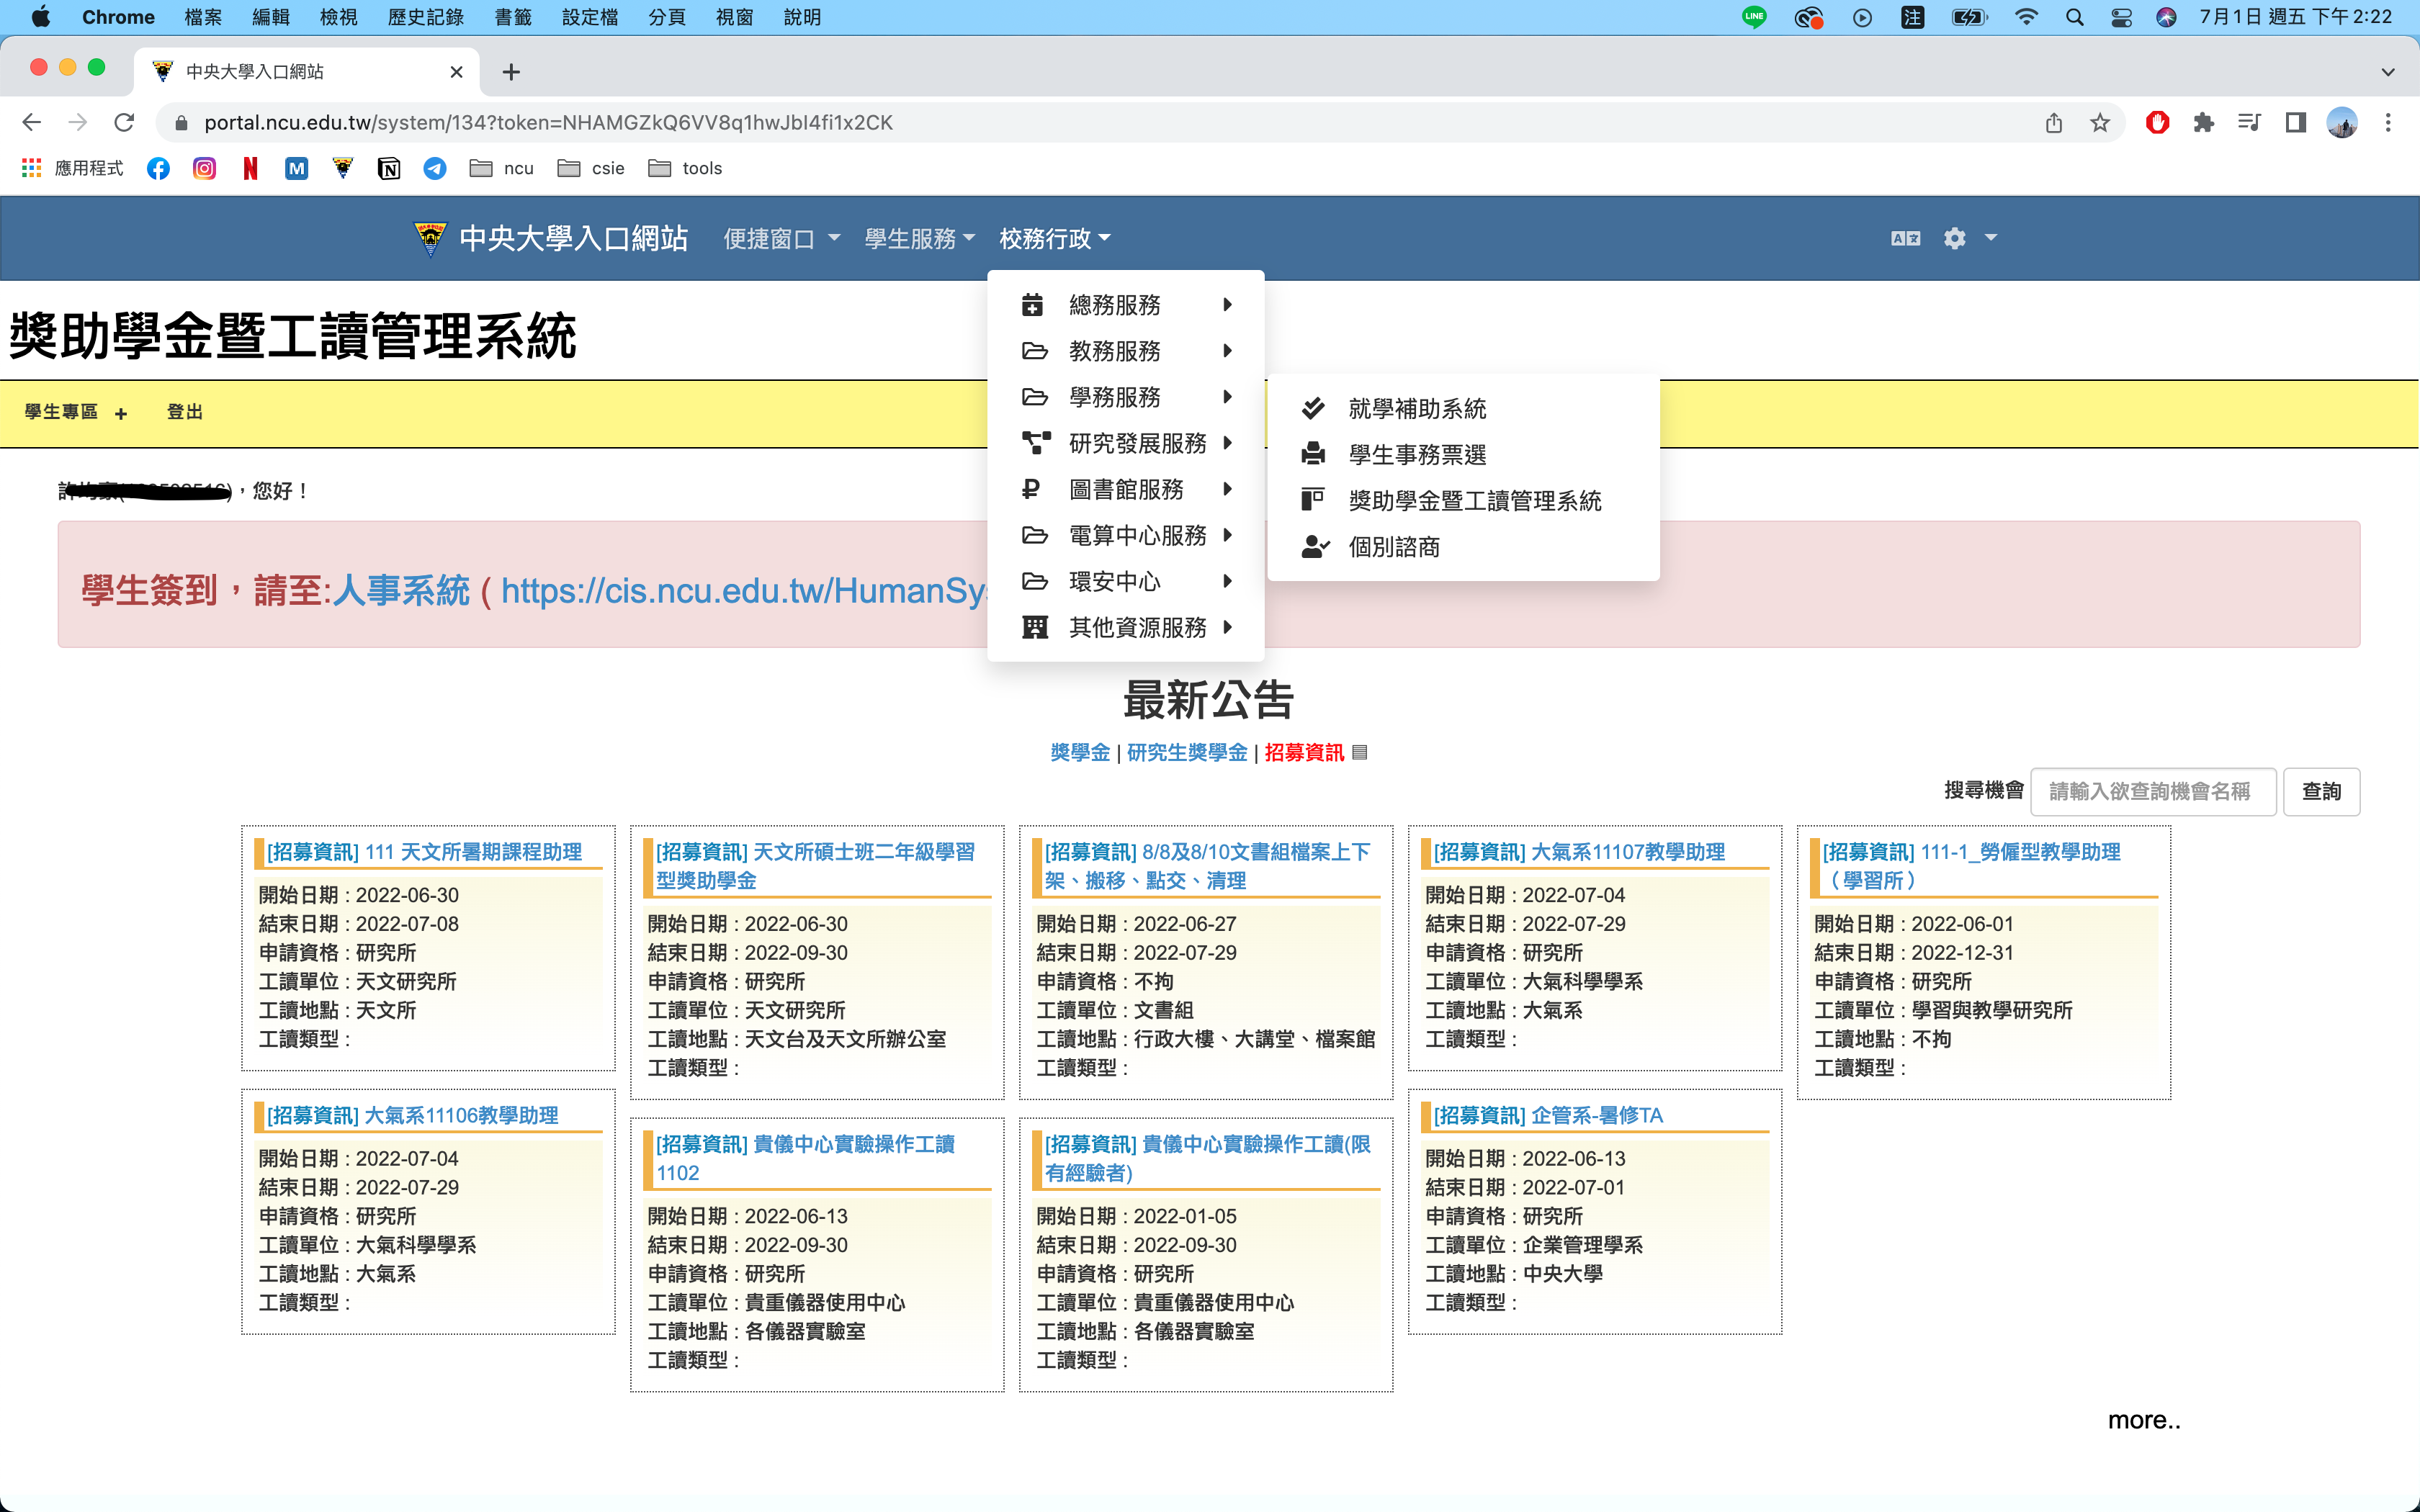 Chrome 檔案 編輯 檢視 歷史記錄 書籤 設定檔 分頁 視窗 說明
LINE 注 7月1日 週五 下午 2:22
中央大學入口網站
portal.ncu.edu.tw/system/134?token=NHAMGZkQ6VV8q1hwJbl4fi1x2CK
應用程式 ncu csie tools
中央大學入口網站 便捷窗口 學生服務 校務行政
總務服務
教務服務
學務服務
研究發展服務
圖書館服務
電算中心服務
環安中心
其他資源服務
就學補助系統
學生事務票選
獎助學金暨工讀管理系統
個別諮商
獎助學金暨工讀管理系統
學生專區 + 登出
,您好!
學生簽到,請至:人事系統 ( https://cis.ncu.edu.tw/HumanSys
最新公告
獎學金 | 研究生獎學金 | 招募資訊
搜尋機會 請輸入欲查詢機會名稱 查詢
[招募資訊] 111 天文所暑期課程助理
開始日期 : 2022-06-30
結束日期 : 2022-07-08
申請資格 : 研究所
工讀單位 : 天文研究所
工讀地點 : 天文所
工讀類型 :
[招募資訊] 天文所碩士班二年級學習
型獎助學金
開始日期 : 2022-06-30
結束日期 : 2022-09-30
申請資格 : 研究所
工讀單位 : 天文研究所
工讀地點 : 天文台及天文所辦公室
工讀類型 :
[招募資訊] 8/8及8/10文書組檔案上下
架、搬移、點交、清理
開始日期 : 2022-06-27
結束日期 : 2022-07-29
申請資格 : 不拘
工讀單位 : 文書組
工讀地點 : 行政大樓、大講堂、檔案館
工讀類型 :
[招募資訊] 大氣系11107教學助理
開始日期 : 2022-07-04
結束日期 : 2022-07-29
申請資格 : 研究所
工讀單位 : 大氣科學學系
工讀地點 : 大氣系
工讀類型 :
[招募資訊] 111-1_勞僱型教學助理
(學習所)
開始日期 : 2022-06-01
結束日期 : 2022-12-31
申請資格 : 研究所
工讀單位 : 學習與教學研究所
工讀地點 : 不拘
工讀類型 :
[招募資訊] 大氣系11106教學助理
開始日期 : 2022-07-04
結束日期 : 2022-07-29
申請資格 : 研究所
工讀單位 : 大氣科學學系
工讀地點 : 大氣系
工讀類型 :
[招募資訊] 貴儀中心實驗操作工讀
1102
開始日期 : 2022-06-13
結束日期 : 2022-09-30
申請資格 : 研究所
工讀單位 : 貴重儀器使用中心
工讀地點 : 各儀器實驗室
工讀類型 :
[招募資訊] 貴儀中心實驗操作工讀(限
有經驗者)
開始日期 : 2022-01-05
結束日期 : 2022-09-30
申請資格 : 研究所
工讀單位 : 貴重儀器使用中心
工讀地點 : 各儀器實驗室
工讀類型 :
[招募資訊] 企管系-暑修TA
開始日期 : 2022-06-13
結束日期 : 2022-07-01
申請資格 : 研究所
工讀單位 : 企業管理學系
工讀地點 : 中央大學
工讀類型 :
more..